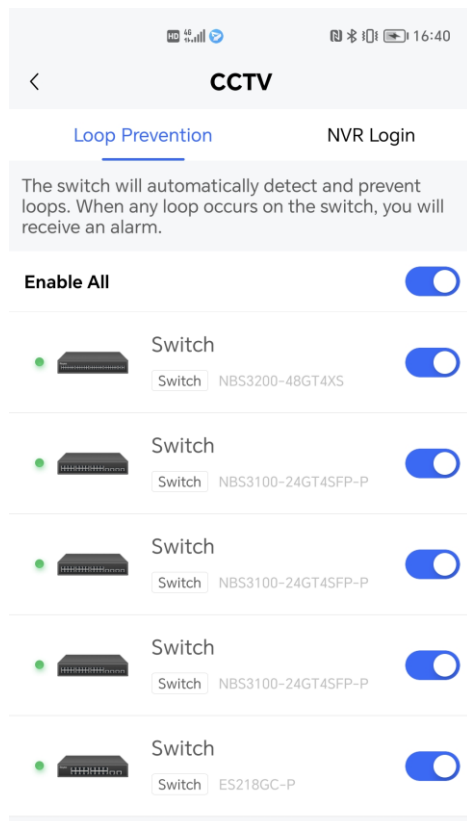 HD 4G 16:40
CCTV
Loop Prevention NVR Login
The switch will automatically detect and prevent
loops. When any loop occurs on the switch, you will
receive an alarm.
Enable All
Switch
Switch NBS3200-48GT4XS
Switch
Switch NBS3100-24GT4SFP-P
Switch
Switch NBS3100-24GT4SFP-P
Switch
Switch NBS3100-24GT4SFP-P
Switch
Switch ES218GC-P